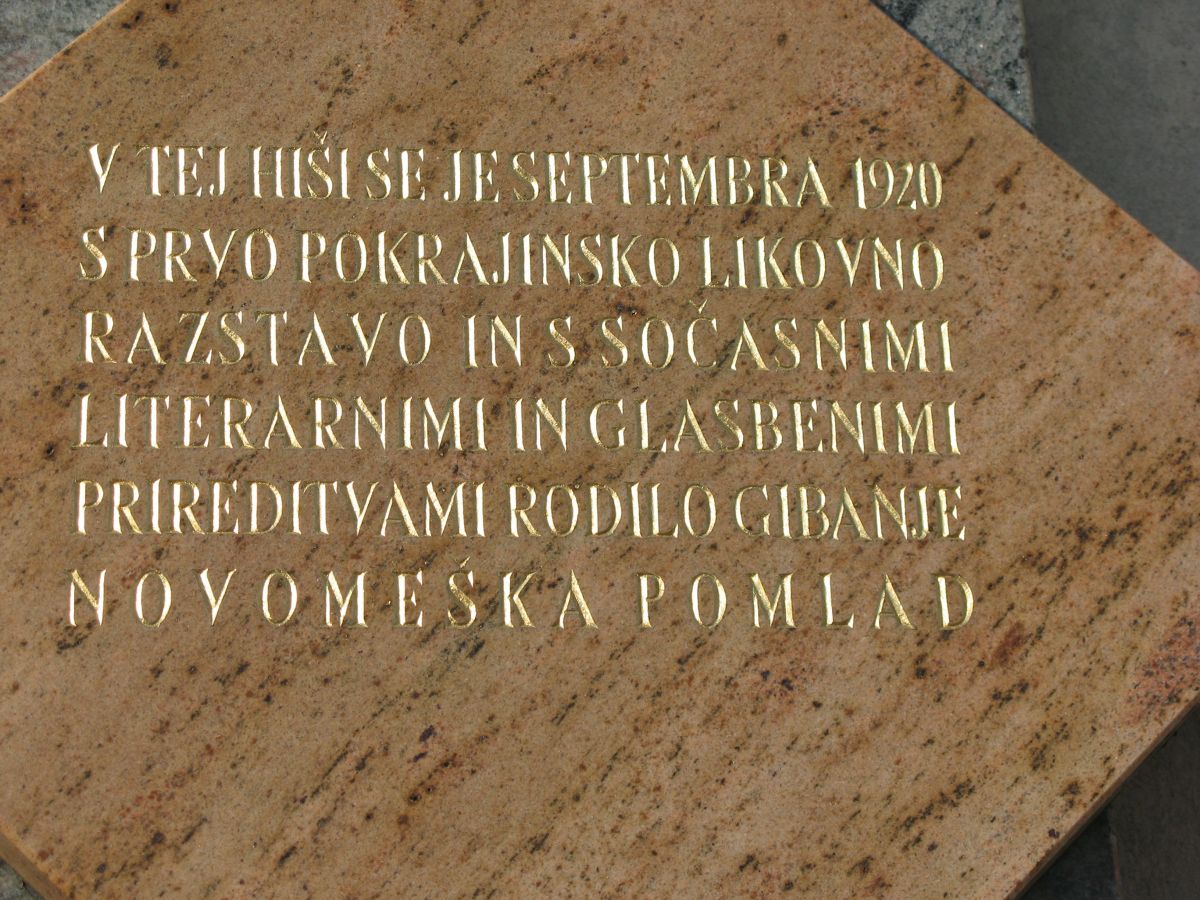 V TEJ HIŠI SE JE SEPTEMBRA 1920
S PRVO POKRAJINSKO LIKOVNO
RAZSTAVO IN S SOČASNIMI
LITERARNIMI IN GLASBENIMI
PRIREDITVAMI RODILO GIBANJE
NOVOMEŠKA POMLAD